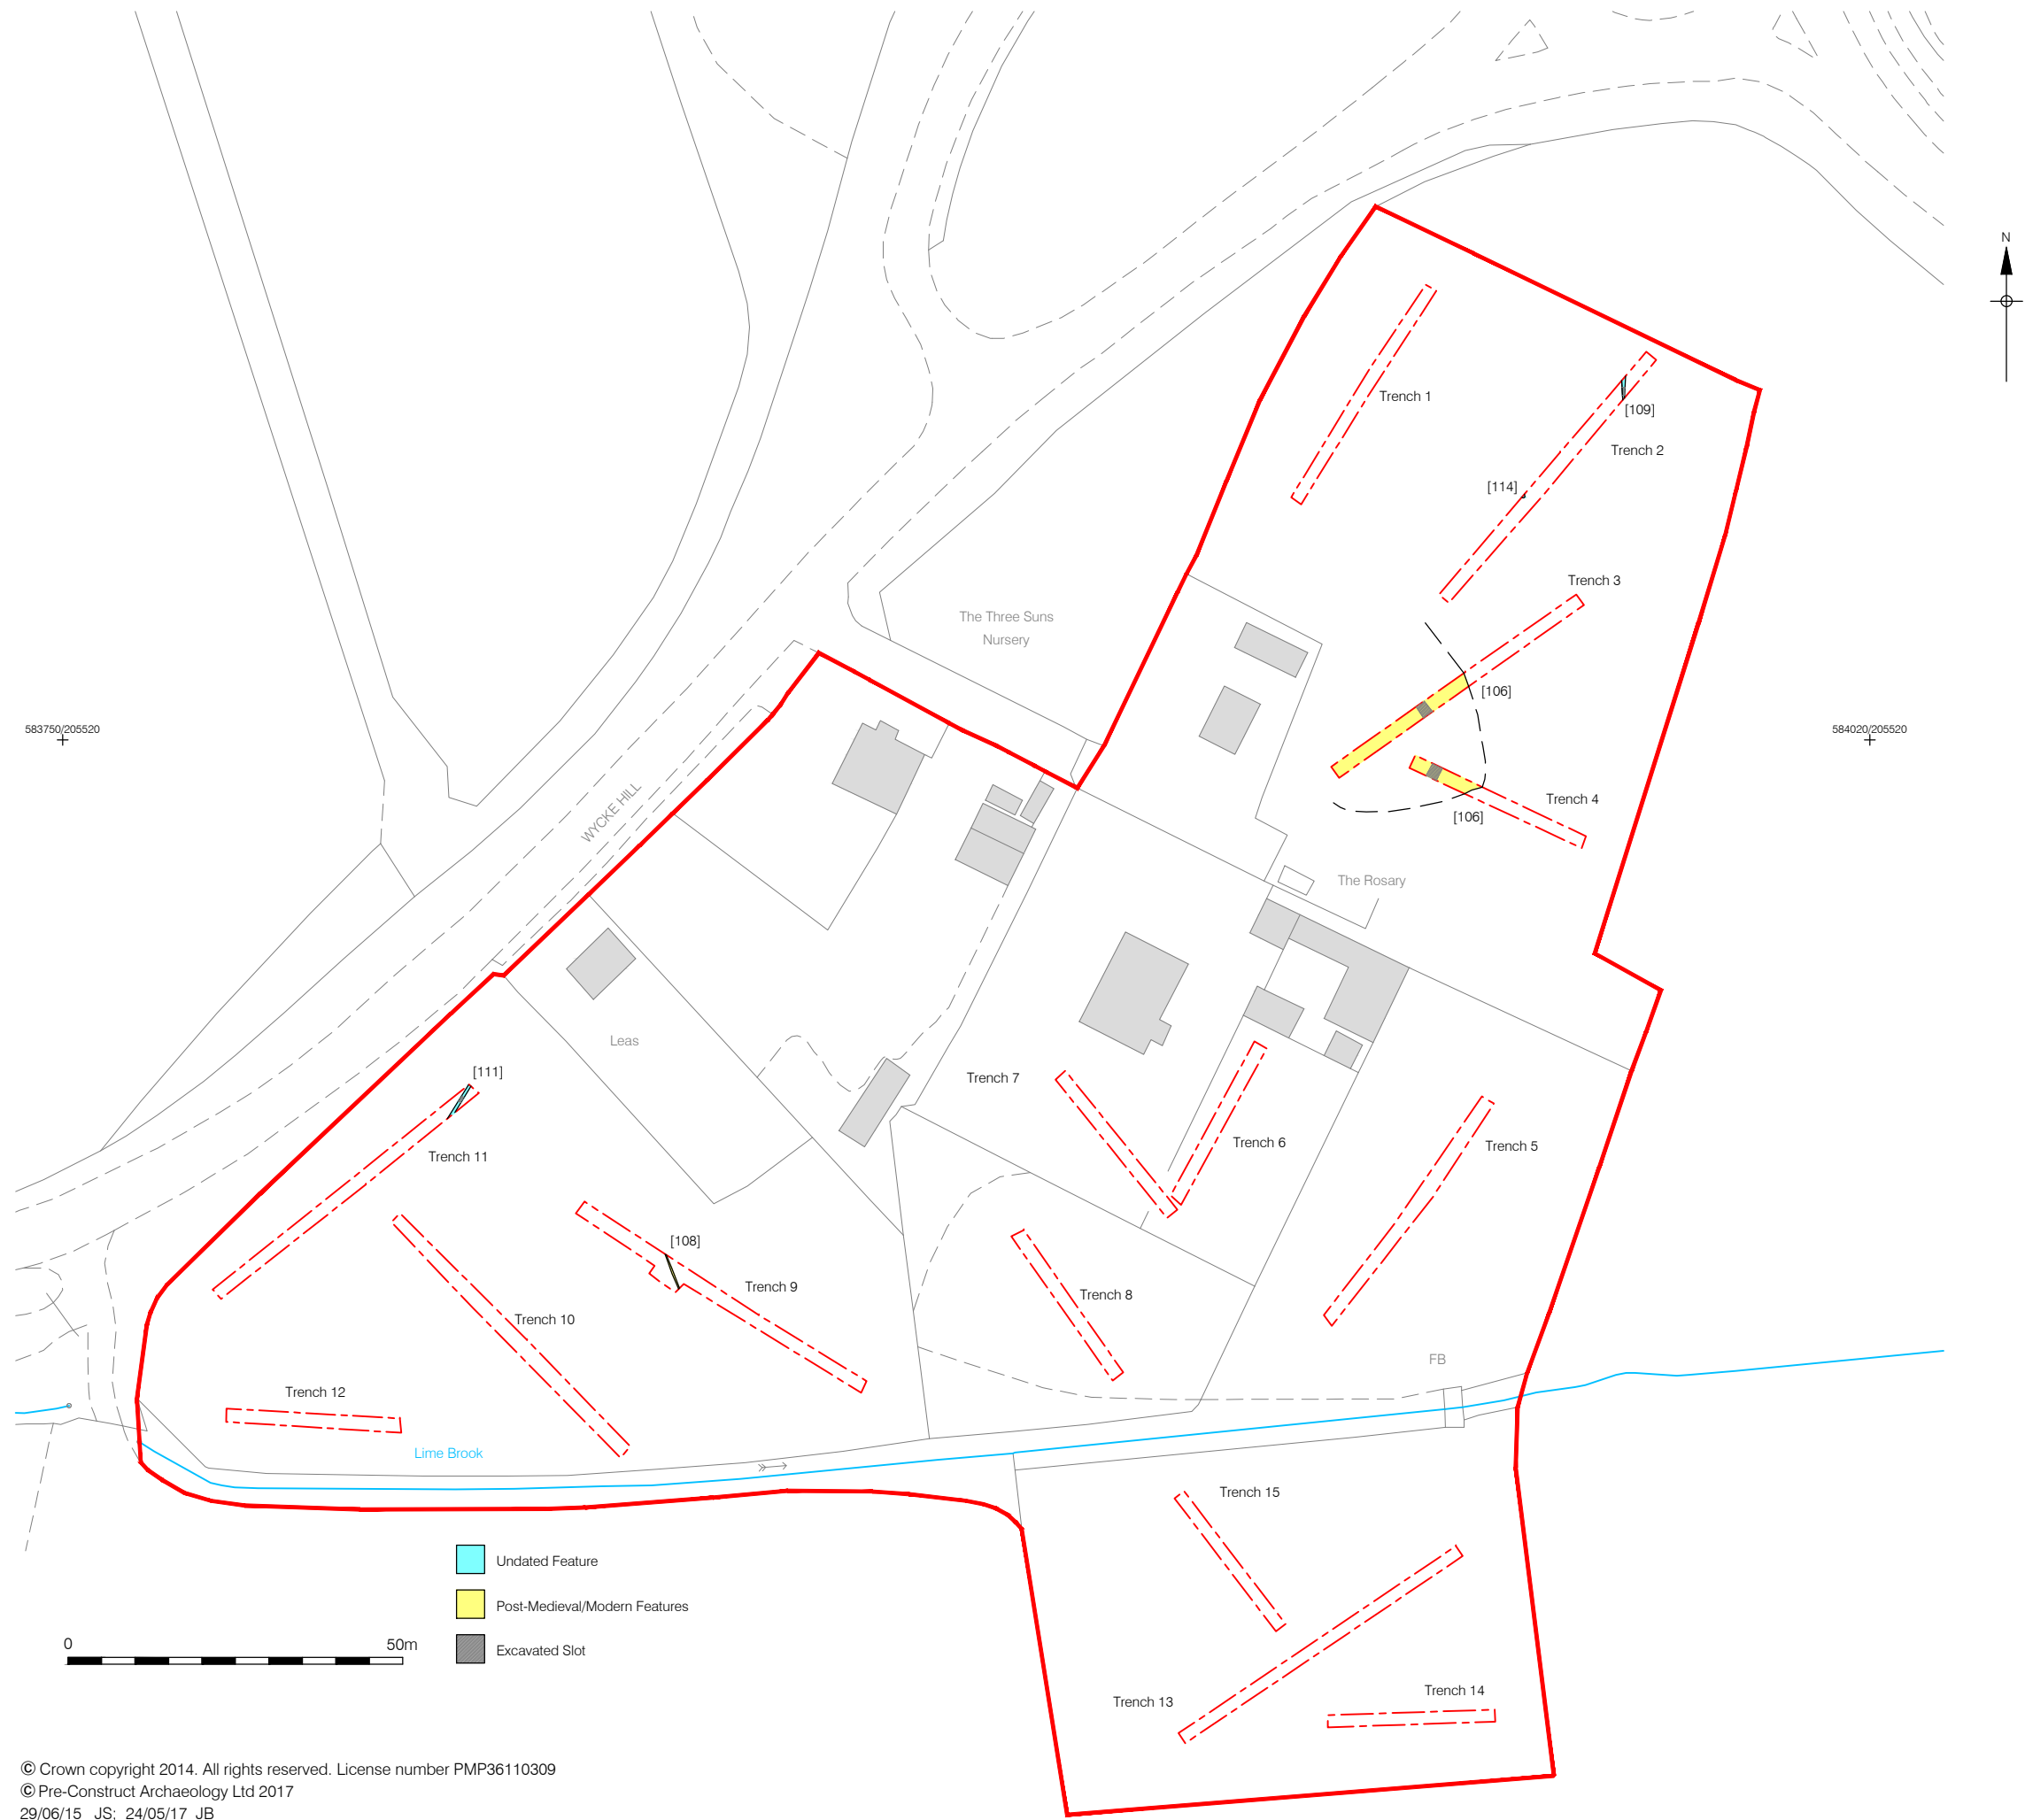 N
Trench 1
[109]
Trench 2
[114]
Trench 3
The Three Suns
Nursery
[106]
583750/205520
584020/205520
WYCKE HILL
Trench 4
[106]
The Rosary
Leas
[111]
Trench 7
Trench 6
Trench 5
Trench 11
[108]
Trench 9
Trench 8
Trench 10
FB
Trench 12
Lime Brook
Trench 15
Undated Feature
Post-Medieval/Modern Features
Excavated Slot
0 50m
Trench 14
Trench 13
© Crown copyright 2014. All rights reserved. License number PMP36110309
© Pre-Construct Archaeology Ltd 2017
29/06/15 JS; 24/05/17 JB